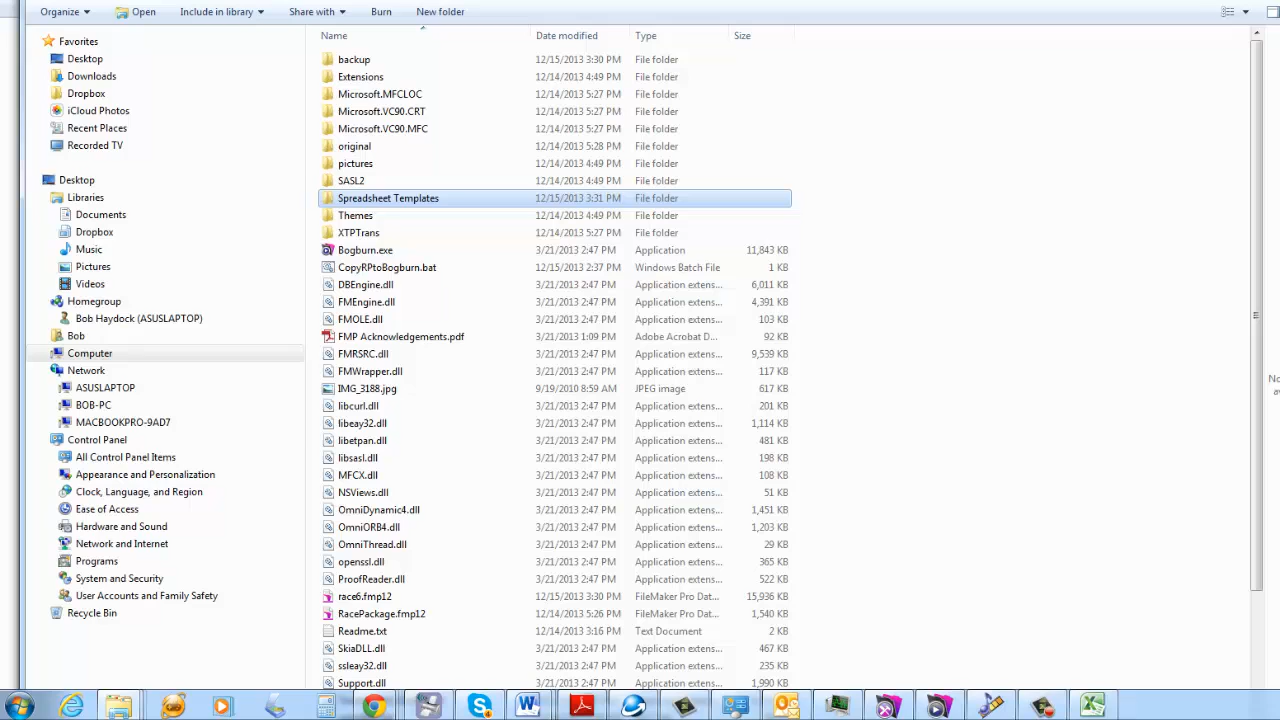 Organize Open Include in library Share with Burn New folder
Name Date modified Type Size
Favorites
Desktop
Downloads
Dropbox
iCloud Photos
Recent Places
Recorded TV
Desktop
Libraries
Documents
Dropbox
Music
Pictures
Videos
Homegroup
Bob Haydock (ASUSLAPTOP)
Bob
Computer
Network
ASUSLAPTOP
BOB-PC
MACBOOKPRO-9AD7
Control Panel
All Control Panel Items
Appearance and Personalization
Clock, Language, and Region
Ease of Access
Hardware and Sound
Network and Internet
Programs
System and Security
User Accounts and Family Safety
Recycle Bin
backup 12/15/2013 3:30 PM File folder
Extensions 12/14/2013 4:49 PM File folder
Microsoft.MFCLOC 12/14/2013 5:27 PM File folder
Microsoft.VC90.CRT 12/14/2013 5:27 PM File folder
Microsoft.VC90.MFC 12/14/2013 5:27 PM File folder
original 12/14/2013 5:28 PM File folder
pictures 12/14/2013 4:49 PM File folder
SASL2 12/14/2013 4:49 PM File folder
Spreadsheet Templates 12/15/2013 3:31 PM File folder
Themes 12/14/2013 4:49 PM File folder
XTPTrans 12/14/2013 5:27 PM File folder
Bogburn.exe 3/21/2013 2:47 PM Application 11,843 KB
CopyRPtoBogburn.bat 12/15/2013 2:37 PM Windows Batch File 1 KB
DBEngine.dll 3/21/2013 2:47 PM Application extens... 6,011 KB
FMEngine.dll 3/21/2013 2:47 PM Application extens... 4,391 KB
FMOLE.dll 3/21/2013 2:47 PM Application extens... 103 KB
FMP Acknowledgements.pdf 3/21/2013 1:09 PM Adobe Acrobat D... 92 KB
FMRSRC.dll 3/21/2013 2:47 PM Application extens... 9,539 KB
FMWrapper.dll 3/21/2013 2:47 PM Application extens... 117 KB
IMG_3188.jpg 9/19/2010 8:59 AM JPEG image 617 KB
libcurl.dll 3/21/2013 2:47 PM Application extens... 201 KB
libeay32.dll 3/21/2013 2:47 PM Application extens... 1,114 KB
libetpan.dll 3/21/2013 2:47 PM Application extens... 481 KB
libsasl.dll 3/21/2013 2:47 PM Application extens... 198 KB
MFCX.dll 3/21/2013 2:47 PM Application extens... 108 KB
NSViews.dll 3/21/2013 2:47 PM Application extens... 51 KB
OmniDynamic4.dll 3/21/2013 2:47 PM Application extens... 1,451 KB
OmniORB4.dll 3/21/2013 2:47 PM Application extens... 1,203 KB
OmniThread.dll 3/21/2013 2:47 PM Application extens... 29 KB
openssl.dll 3/21/2013 2:47 PM Application extens... 365 KB
ProofReader.dll 3/21/2013 2:47 PM Application extens... 522 KB
race6.fmp12 12/15/2013 3:30 PM FileMaker Pro Dat... 15,936 KB
RacePackage.fmp12 12/14/2013 5:26 PM FileMaker Pro Dat... 1,540 KB
Readme.txt 12/14/2013 3:16 PM Text Document 2 KB
SkiaDLL.dll 3/21/2013 2:47 PM Application extens... 467 KB
ssleay32.dll 3/21/2013 2:47 PM Application extens... 235 KB
Support.dll 3/21/2013 2:47 PM Application extens... 1,990 KB